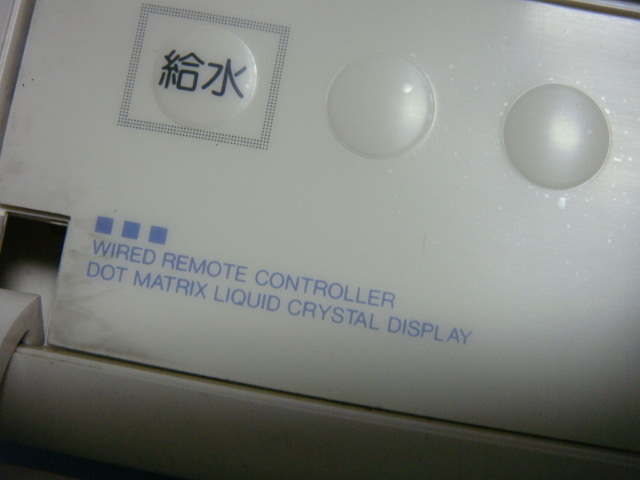 給水
WIRED REMOTE CONTROLLER
DOT MATRIX LIQUID CRYSTAL DISPLAY